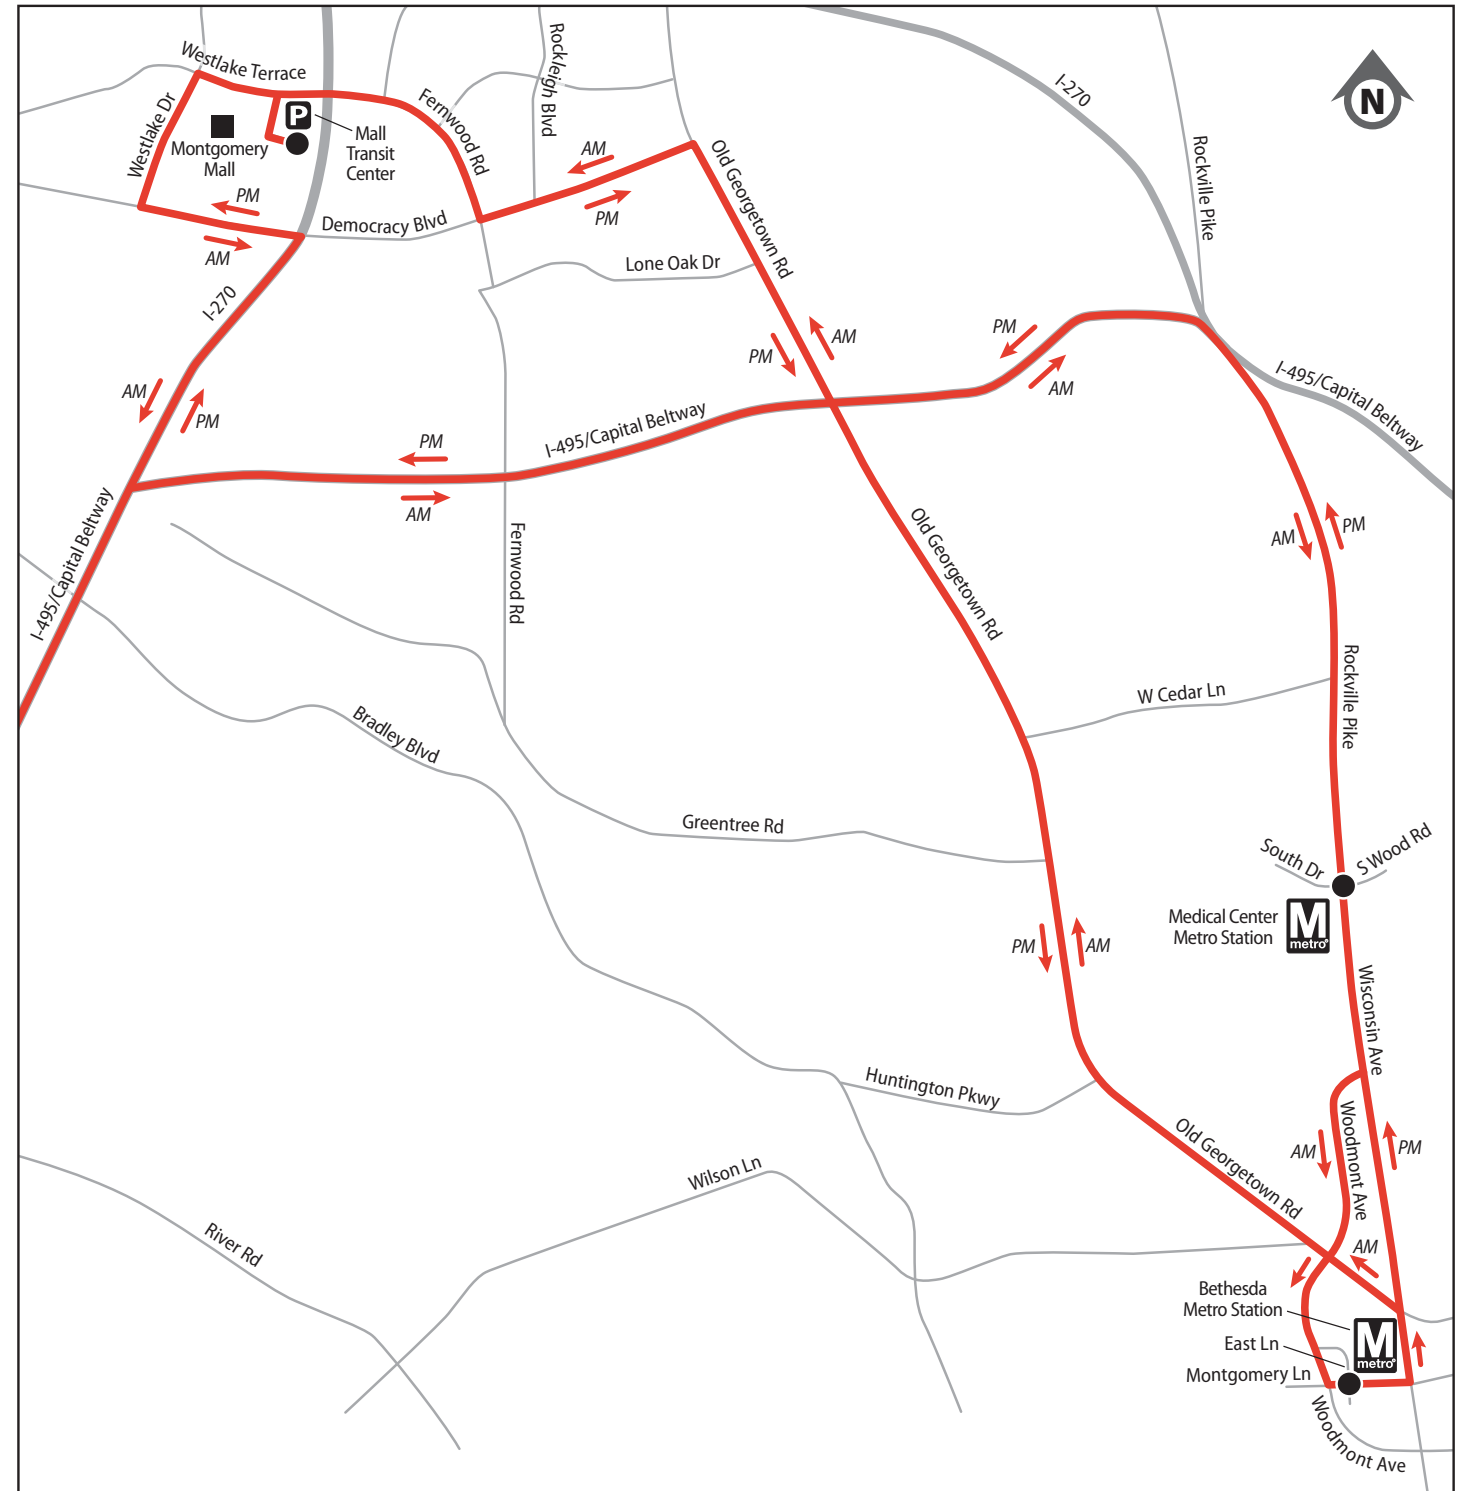 Westlake Terrace
Rockleigh Blvd
I-270
N
Westlake Dr
P
Fernwood Rd
Mall
Transit
Center
Montgomery
Mall
AM
PM
Old Georgetown Rd
Rockville Pike
PM
AM
Democracy Blvd
Lone Oak Dr
I-270
PM
AM
PM
AM
AM
PM
I-495/Capital Beltway
I-495/Capital Beltway
PM
AM
I-495/Capital Beltway
Fernwood Rd
Old Georgetown Rd
AM
PM
Rockville Pike
W Cedar Ln
Bradley Blvd
Greentree Rd
South Dr
S Wood Rd
Medical Center
Metro Station
M
metro
PM
AM
Wisconsin Ave
Huntington Pkwy
Woodmont Ave
Old Georgetown Rd
AM
PM
Wilson Ln
River Rd
AM
Bethesda
Metro Station
M
metro
East Ln
Montgomery Ln
Woodmont Ave